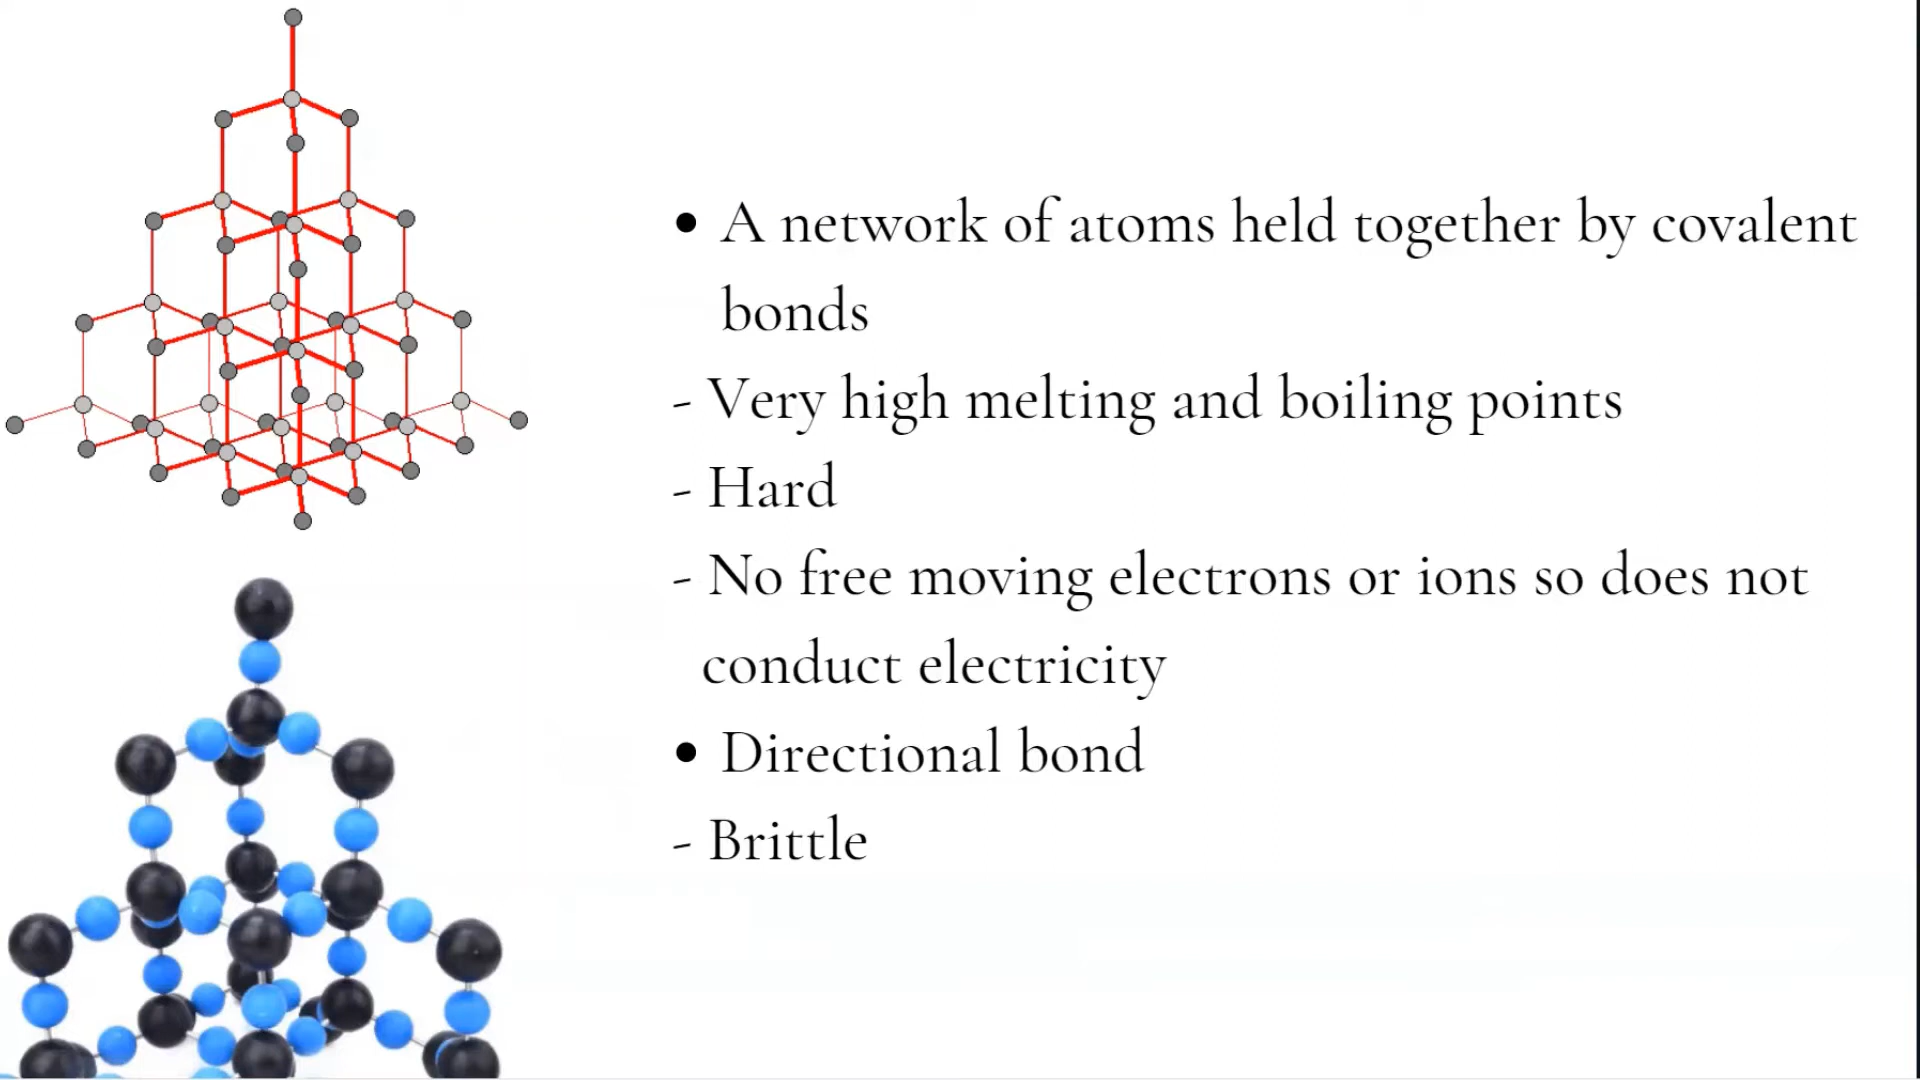 • A network of atoms held together by covalent
bonds
- Very high melting and boiling points
- Hard
- No free moving electrons or ions so does not
conduct electricity
• Directional bond
- Brittle